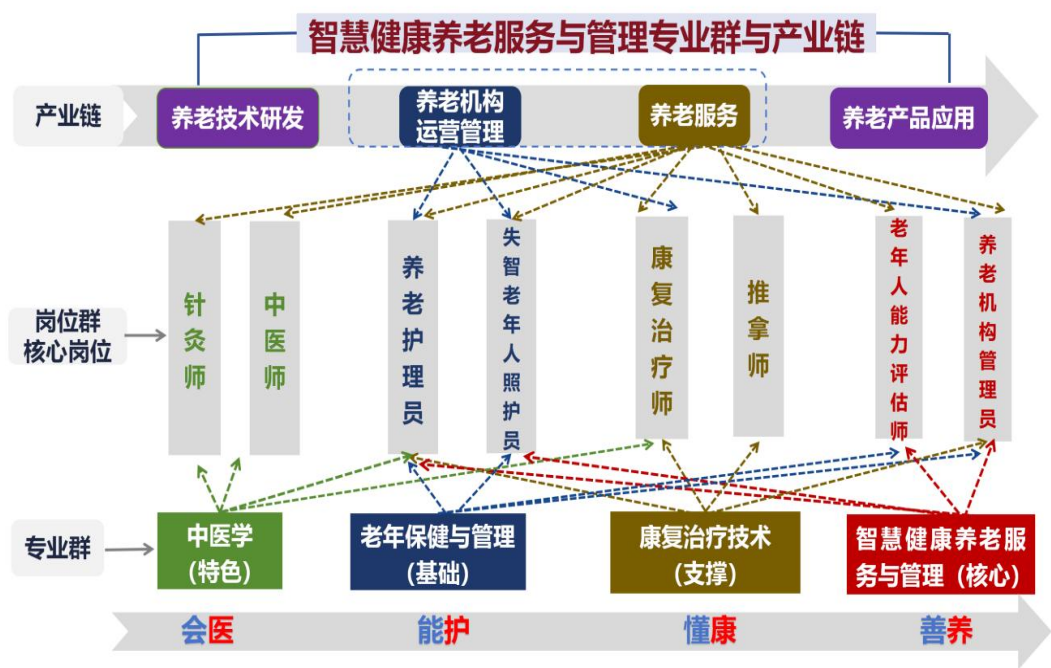 智慧健康养老服务与管理专业群与产业链
产业链
养老技术研发
养老机构
运营管理
养老服务
养老产品应用
岗位群
核心岗位
针灸师
中医师
养老护理员
失智老年人照护员
康复治疗师
推拿师
老年人能力评估师
养老机构管理员
专业群
中医学
(特色)
老年保健与管理
(基础)
康复治疗技术
(支撑)
智慧健康养老服
务与管理（核心）
会医
能护
懂康
善养